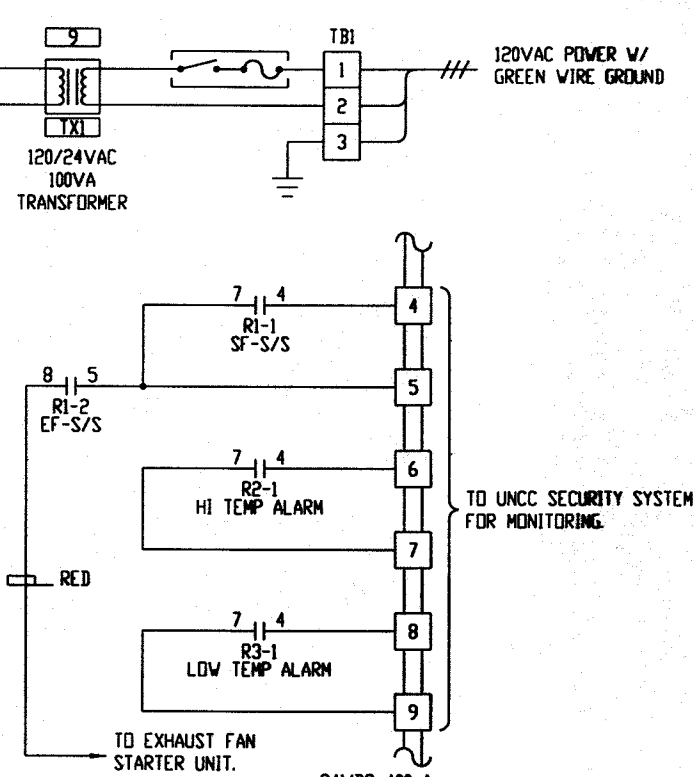 9
TB1
1
120VAC POWER W/
GREEN WIRE GROUND
2
TX1
3
120/24VAC
100VA
TRANSFORMER
7 4
4
R1-1
SF-S/S
8 5
5
R1-2
EF-S/S
7 4
6
R2-1
HI TEMP ALARM
TO UNCC SECURITY SYSTEM
FOR MONITORING.
7
RED
7 4
8
R3-1
LOW TEMP ALARM
9
TO EXHAUST FAN
STARTER UNIT.